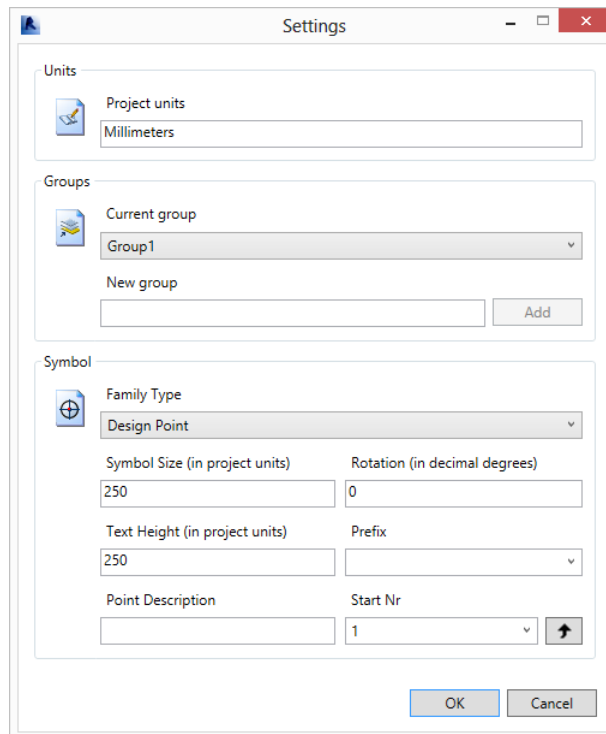 Settings
Units
Project units
Millimeters
Groups
Current group
Group1
New group
Add
Symbol
Family Type
Design Point
Symbol Size (in project units) Rotation (in decimal degrees)
250 0
Text Height (in project units) Prefix
250
Point Description Start Nr
1
OK Cancel